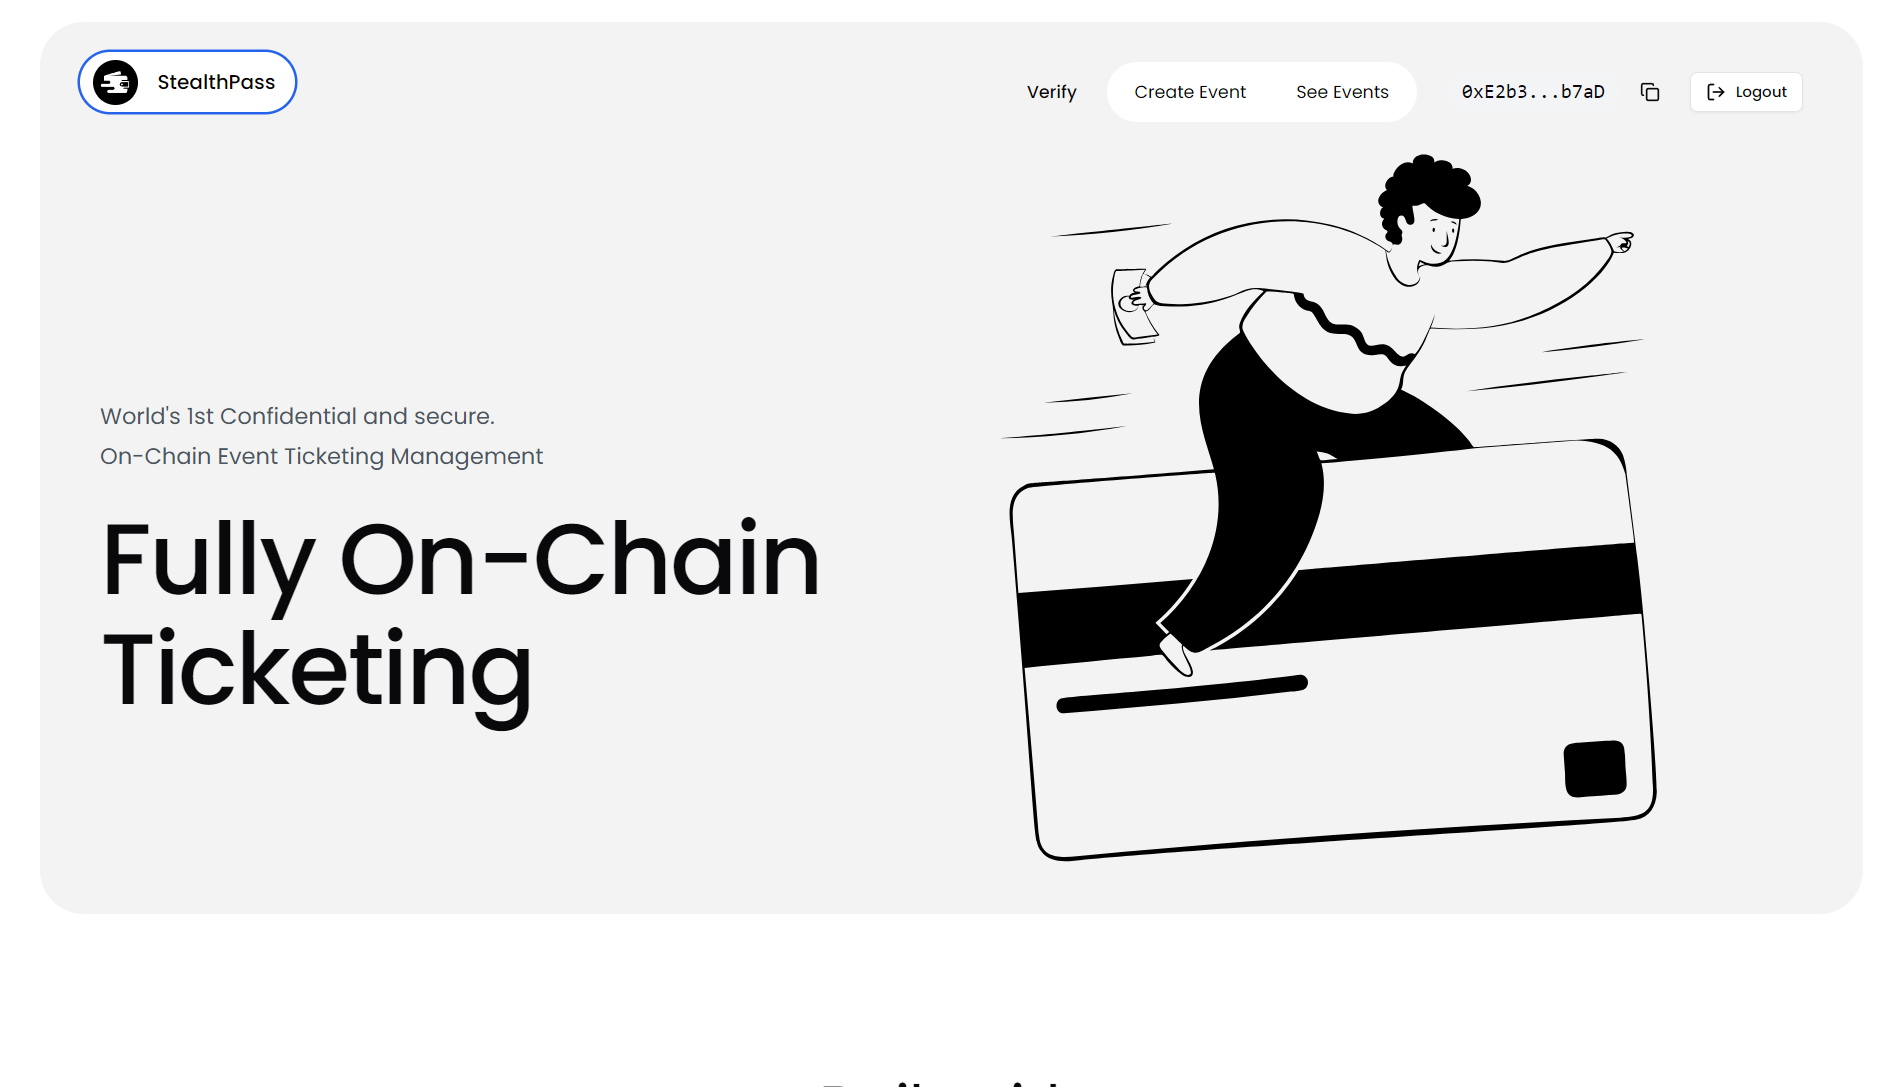 StealthPass
Verify
Create Event
See Events
0xE2b3...b7aD
Logout
World's 1st Confidential and secure.
On-Chain Event Ticketing Management
Fully On-Chain
Ticketing